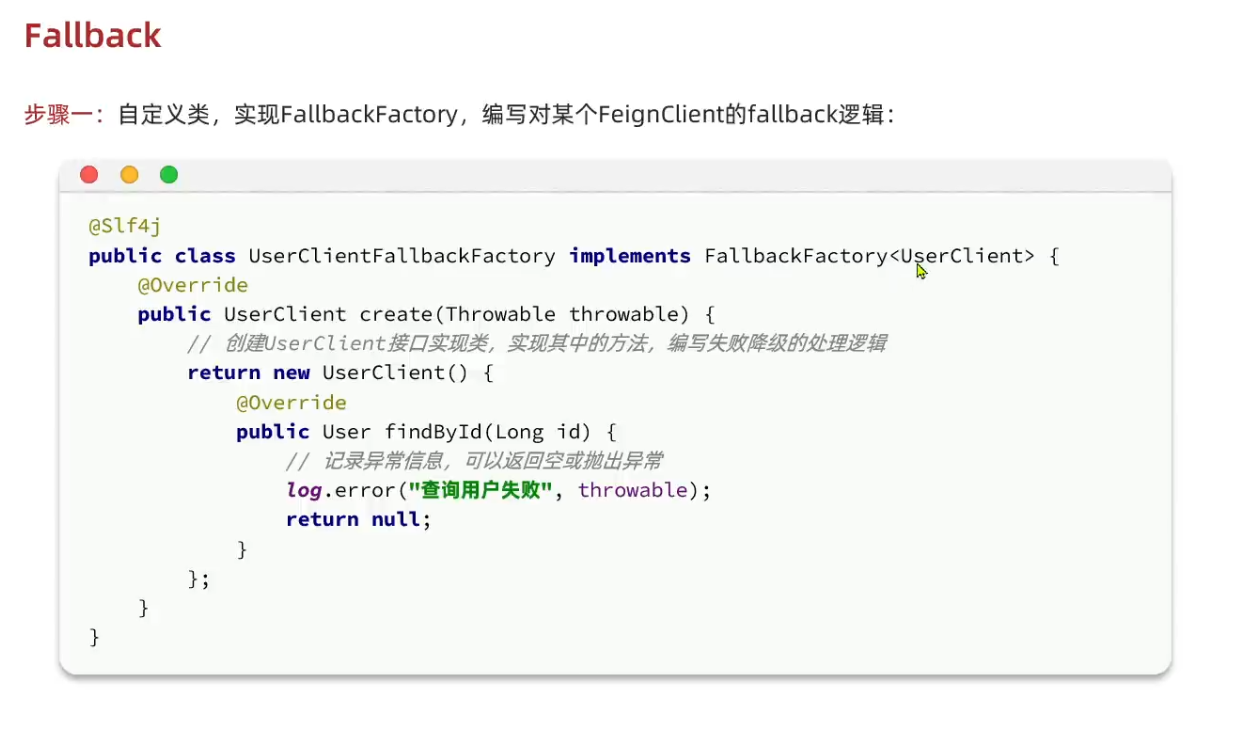 Fallback
步骤一：自定义类，实现FallbackFactory，编写对某个FeignClient的fallback逻辑：
@Slf4j
public class UserClientFallbackFactory implements FallbackFactory<UserClient> {
    @Override
    public UserClient create(Throwable throwable) {
        // 创建UserClient接口实现类，实现其中的方法，编写失败降级的处理逻辑
        return new UserClient() {
            @Override
            public User findById(Long id) {
                // 记录异常信息，可以返回空或抛出异常
                log.error("查询用户失败", throwable);
                return null;
            }
        };
    }
}